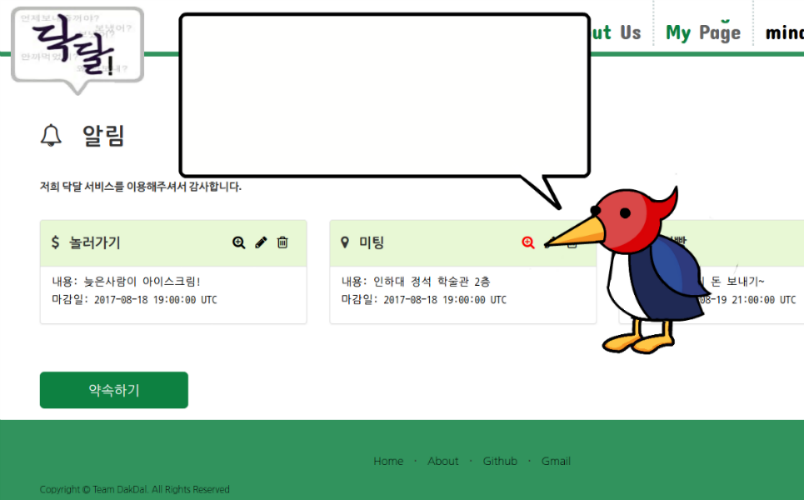 닥달!
ut Us
My Page
mind
알림
저희 닥달 서비스를 이용해주셔서 감사합니다.
놀러가기
내용: 늦은사람이 아이스크림!
마감일: 2017-08-18 19:00:00 UTC
미팅
내용: 인하대 정석 학술관 2층
마감일: 2017-08-18 19:00:00 UTC
돈 보내기~
08-19 21:00:00 UTC
약속하기
Home · About · Github · Gmail
Copyright © Team DakDal. All Rights Reserved